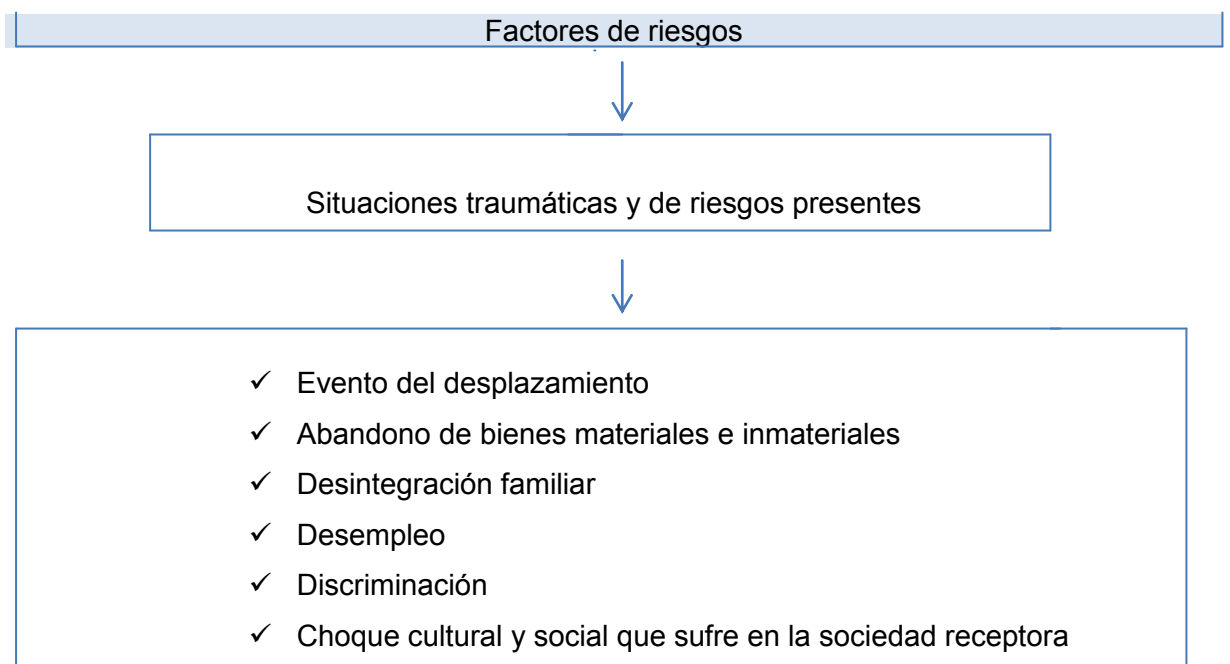 Factores de riesgos
Situaciones traumáticas y de riesgos presentes
✓ Evento del desplazamiento
✓ Abandono de bienes materiales e inmateriales
✓ Desintegración familiar
✓ Desempleo
✓ Discriminación
✓ Choque cultural y social que sufre en la sociedad receptora